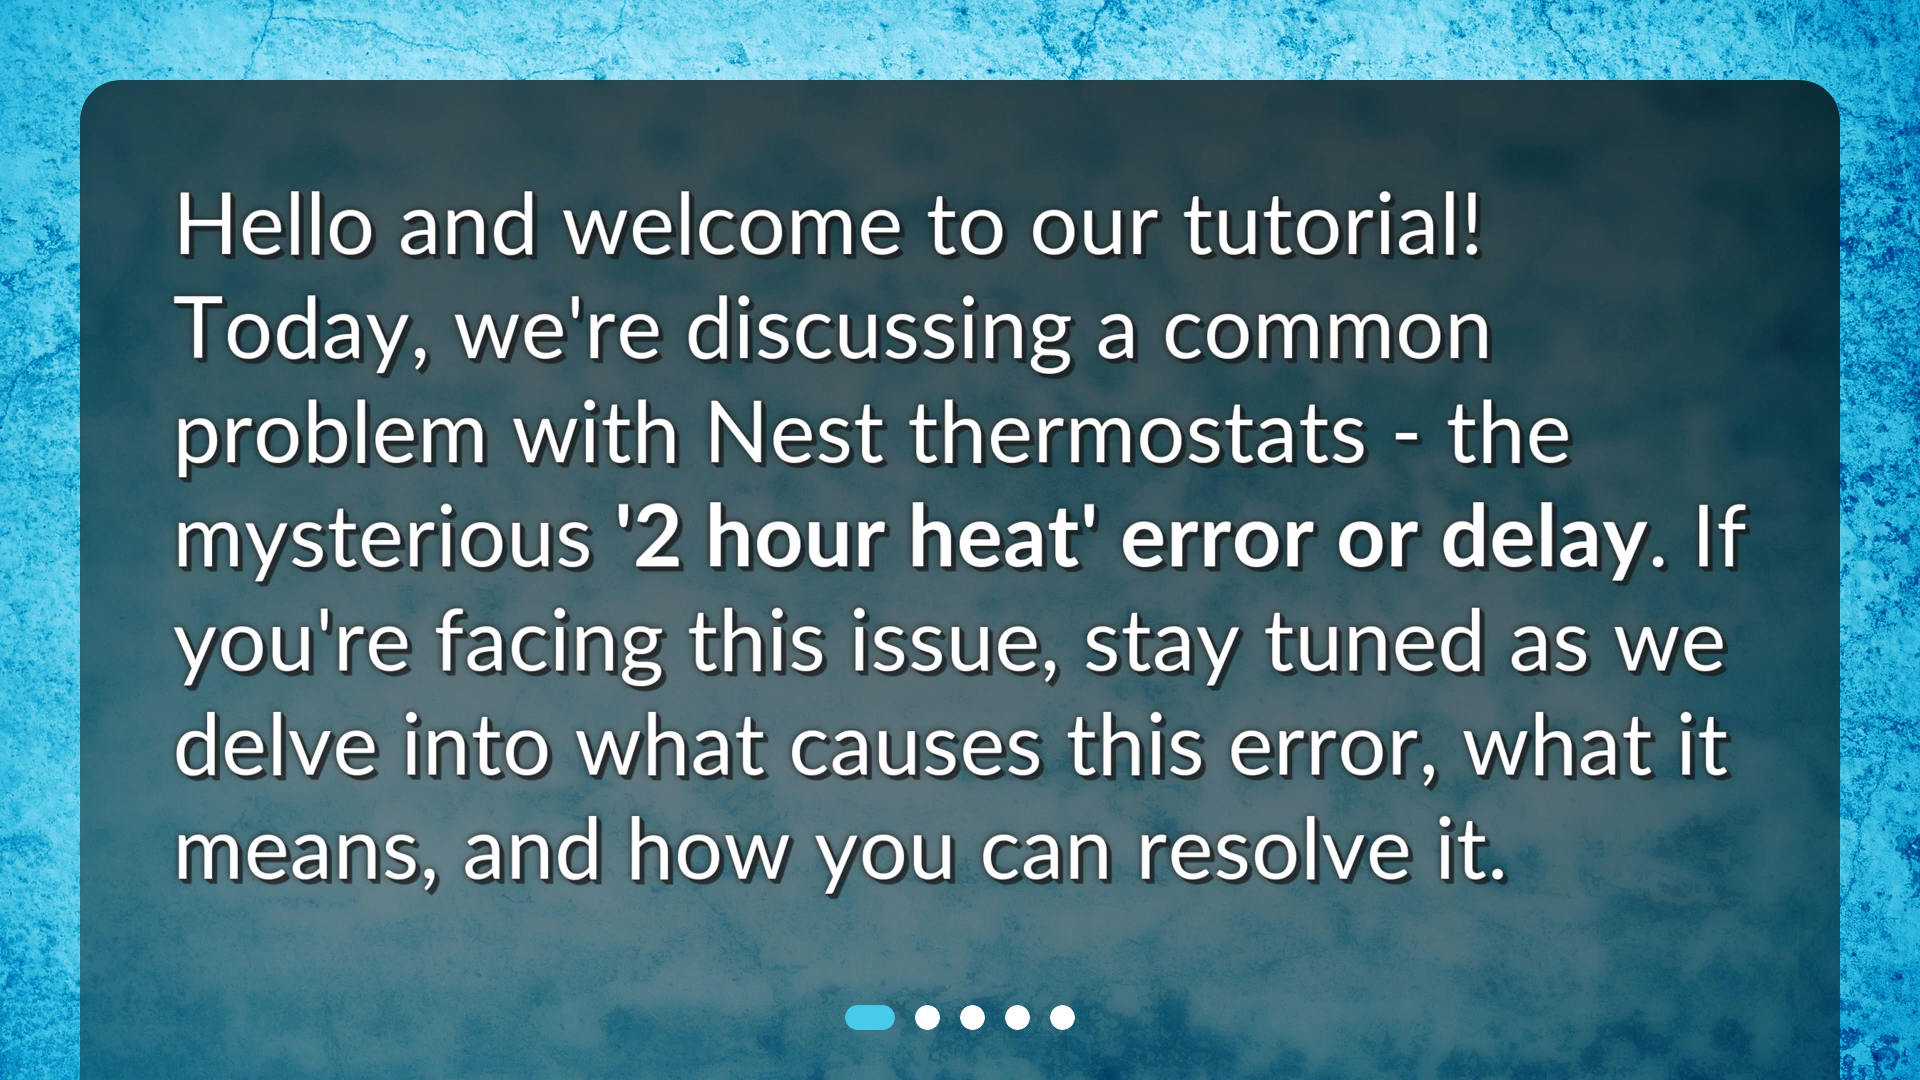 Hello and welcome to our tutorial!
Today, we're discussing a common
problem with Nest thermostats - the
mysterious '2 hour heat' error or delay. If
you're facing this issue, stay tuned as we
delve into what causes this error, what it
means, and how you can resolve it.